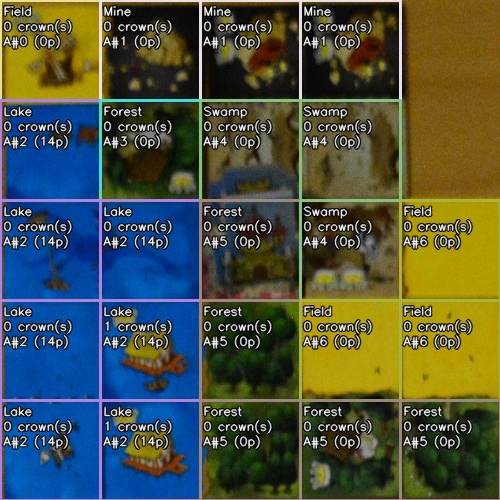 Field
0 crown(s)
A#0 (0p)
Mine
0 crown(s)
A#1 (0p)
Mine
0 crown(s)
A#1 (0p)
Mine
0 crown(s)
A#1 (0p)
Lake
0 crown(s)
A#2 (14p)
Forest
0 crown(s)
A#3 (0p)
Swamp
0 crown(s)
A#4 (0p)
Swamp
0 crown(s)
A#4 (0p)
Lake
0 crown(s)
A#2 (14p)
Lake
0 crown(s)
A#2 (14p)
Forest
0 crown(s)
A#5 (0p)
Swamp
0 crown(s)
A#4 (0p)
Field
0 crown(s)
A#6 (0p)
Lake
0 crown(s)
A#2 (14p)
Lake
1 crown(s)
A#2 (14p)
Forest
0 crown(s)
A#5 (0p)
Field
0 crown(s)
A#6 (0p)
Field
0 crown(s)
A#6 (0p)
Lake
0 crown(s)
A#2 (14p)
Lake
1 crown(s)
A#2 (14p)
Forest
0 crown(s)
A#5 (0p)
Forest
0 crown(s)
A#5 (0p)
Forest
0 crown(s)
A#5 (0p)